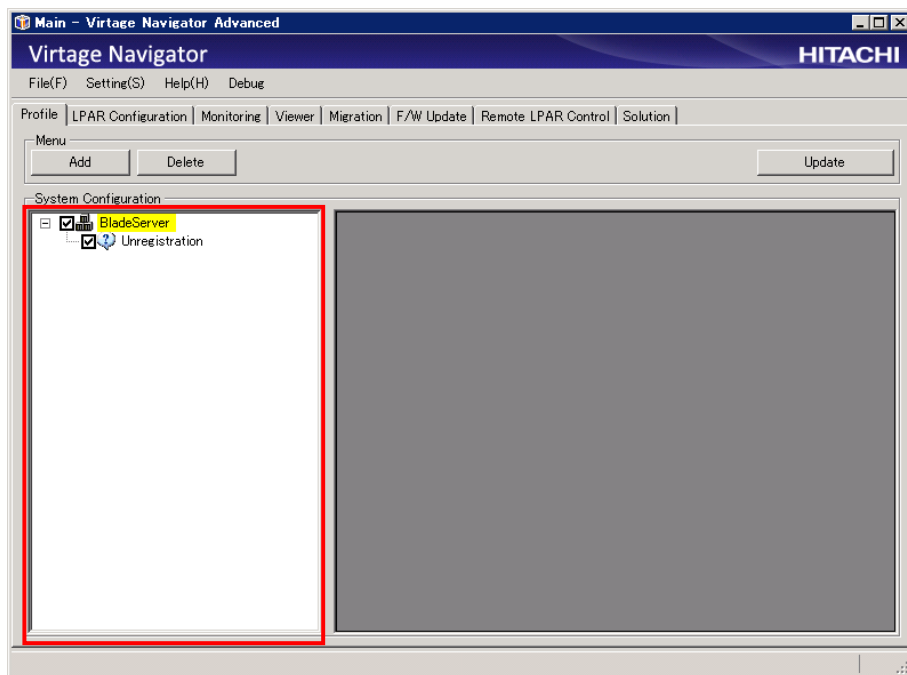 Main - Virtage Navigator Advanced
Virtage Navigator
HITACHI
File(F) Setting(S) Help(H) Debug
Profile LPAR Configuration Monitoring Viewer Migration F/W Update Remote LPAR Control Solution
Menu
Add Delete Update
System Configuration
BladeServer
Unregistration